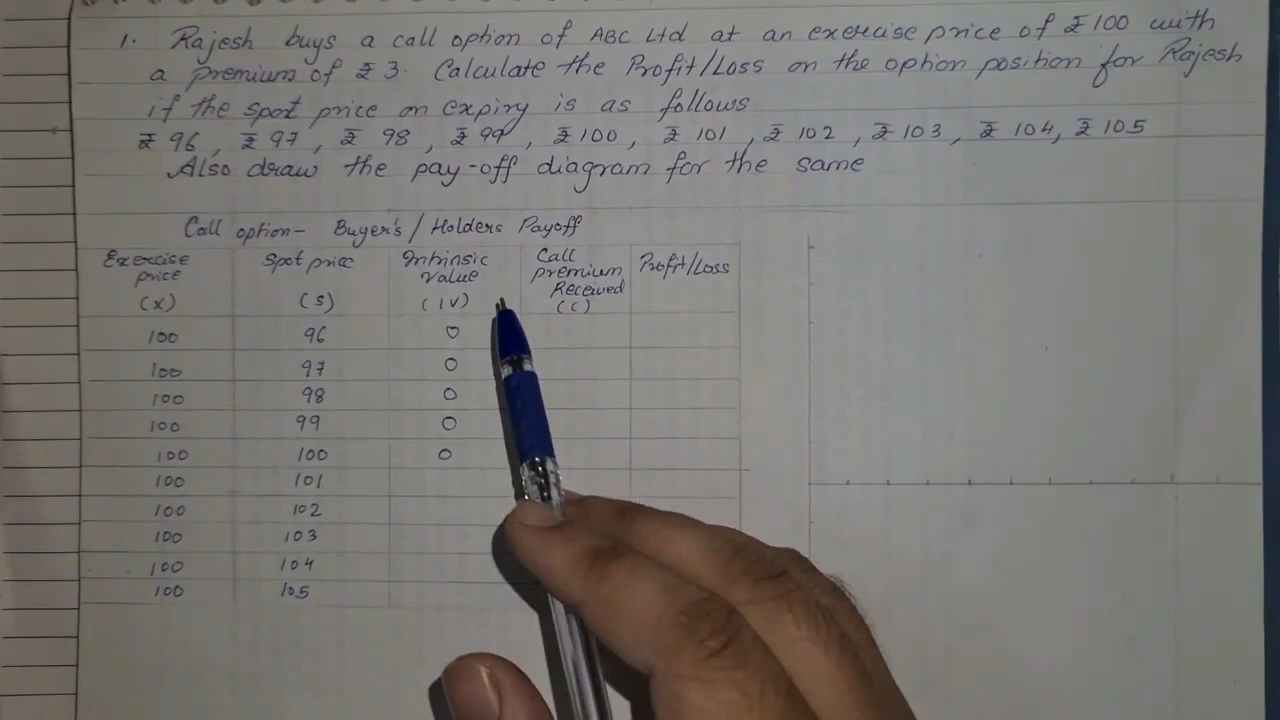 1. Rajesh buys a call option of ABC Ltd at an exercise price of ₹100 with
a premium of ₹3. Calculate the Profit/Loss on the option position for Rajesh
if the spot price on expiry is as follows
₹96, ₹97, ₹98, ₹99, ₹100, ₹101, ₹102, ₹103, ₹104, ₹105
Also draw the pay-off diagram for the same
Call option- Buyer's/Holders Payoff
Exercise price (X) Spot price (S) Intrinsic value (IV) Call premium Received (C) Profit/Loss
100 96 0
100 97 0
100 98 0
100 99 0
100 100 0
100 101
100 102
100 103
100 104
100 105